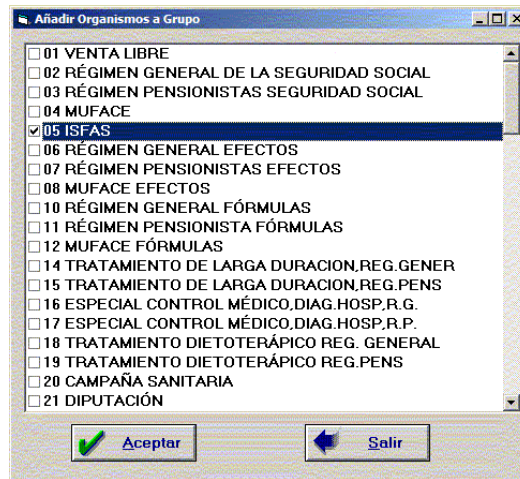 Añadir Organismos a Grupo
01 VENTA LIBRE
02 RÉGIMEN GENERAL DE LA SEGURIDAD SOCIAL
03 RÉGIMEN PENSIONISTAS SEGURIDAD SOCIAL
04 MUFACE
05 ISFAS
06 RÉGIMEN GENERAL EFECTOS
07 RÉGIMEN PENSIONISTAS EFECTOS
08 MUFACE EFECTOS
10 RÉGIMEN GENERAL FÓRMULAS
11 RÉGIMEN PENSIONISTA FÓRMULAS
12 MUFACE FÓRMULAS
14 TRATAMIENTO DE LARGA DURACION,REG.GENER
15 TRATAMIENTO DE LARGA DURACION,REG.PENS
16 ESPECIAL CONTROL MÉDICO,DIAG.HOSP,R.G.
17 ESPECIAL CONTROL MÉDICO,DIAG.HOSP,R.P.
18 TRATAMIENTO DIETOTERÁPICO REG. GENERAL
19 TRATAMIENTO DIETOTERÁPICO REG.PENS
20 CAMPAÑA SANITARIA
21 DIPUTACIÓN
Aceptar
Salir